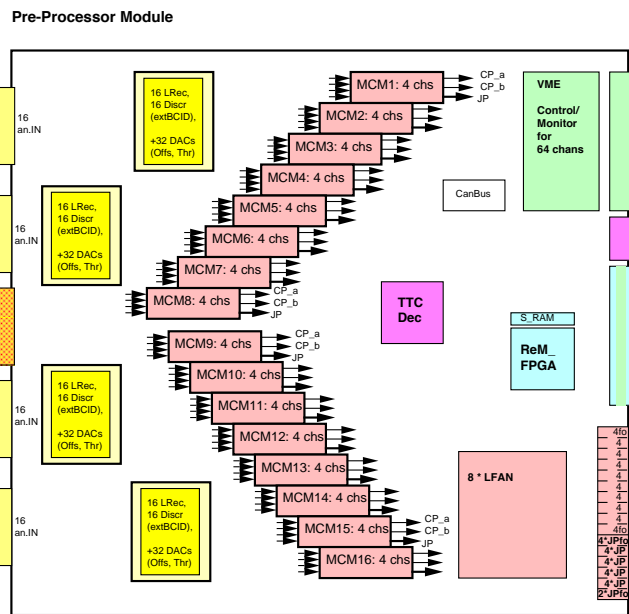 Pre-Processor Module
16
an.IN
16 LRec,
16 Discr
(extBCID),
+32 DACs
(Offs, Thr)
MCM1: 4 chs
CP_a
CP_b
JP
MCM2: 4 chs
MCM3: 4 chs
MCM4: 4 chs
MCM5: 4 chs
MCM6: 4 chs
MCM7: 4 chs
MCM8: 4 chs
CP_a
CP_b
JP
VME
Control/
Monitor
for
64 chans
CanBus
16
an.IN
16 LRec,
16 Discr
(extBCID),
+32 DACs
(Offs, Thr)
TTC
Dec
S_RAM
ReM_
FPGA
MCM9: 4 chs
CP_a
CP_b
JP
MCM10: 4 chs
MCM11: 4 chs
MCM12: 4 chs
MCM13: 4 chs
MCM14: 4 chs
MCM15: 4 chs
CP_a
CP_b
JP
MCM16: 4 chs
16
an.IN
16 LRec,
16 Discr
(extBCID),
+32 DACs
(Offs, Thr)
16
an.IN
16 LRec,
16 Discr
(extBCID),
+32 DACs
(Offs, Thr)
8 * LFAN
4fo
4
4
4
4
4
4
4
4fo
4*JPfo
4*JP
4*JP
4*JP
2*JPfo